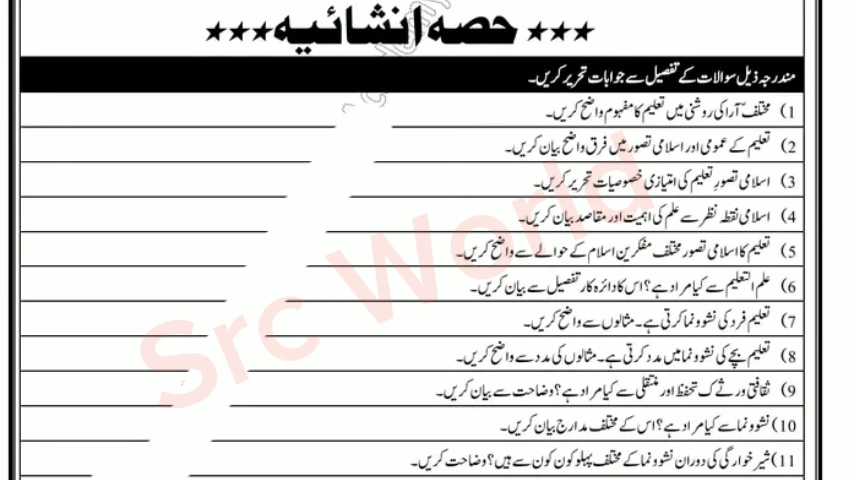 ★★★ حصہ انشائیہ ★★★
مندرجہ ذیل سوالات کے تفصیل سے جوابات تحریر کریں۔
1) مختلف آرا کی روشنی میں تعلیم کا مفہوم واضح کریں۔
2) تعلیم کے عمومی اور اسلامی تصور میں فرق واضح بیان کریں۔
3) اسلامی تصورِ تعلیم کی امتیازی خصوصیات تحریر کریں۔
4) اسلامی نقطہ نظر سے علم کی اہمیت اور مقاصد بیان کریں۔
5) تعلیم کا اسلامی تصور مختلف مفکرین اسلام کے حوالے سے واضح کریں۔
6) علم التعلیم سے کیا مراد ہے؟ اس کا دائرہ کار تفصیل سے بیان کریں۔
7) تعلیم فرد کی نشوونما کرتی ہے۔ مثالوں سے واضح کریں۔
8) تعلیم بچے کی نشوونما میں مدد کرتی ہے۔ مثالوں کی مدد سے واضح کریں۔
9) ثقافتی ورثے ک تحفظ اور منتقلی سے کیا مراد ہے؟ وضاحت سے بیان کریں۔
10) نشوونما سے کیا مراد ہے؟ اس کے مختلف مدارج بیان کریں۔
11) شیر خوارگی کی دوران نشوونما کے مختلف پہلو کون کون سے ہیں؟ وضاحت کریں۔
Src World